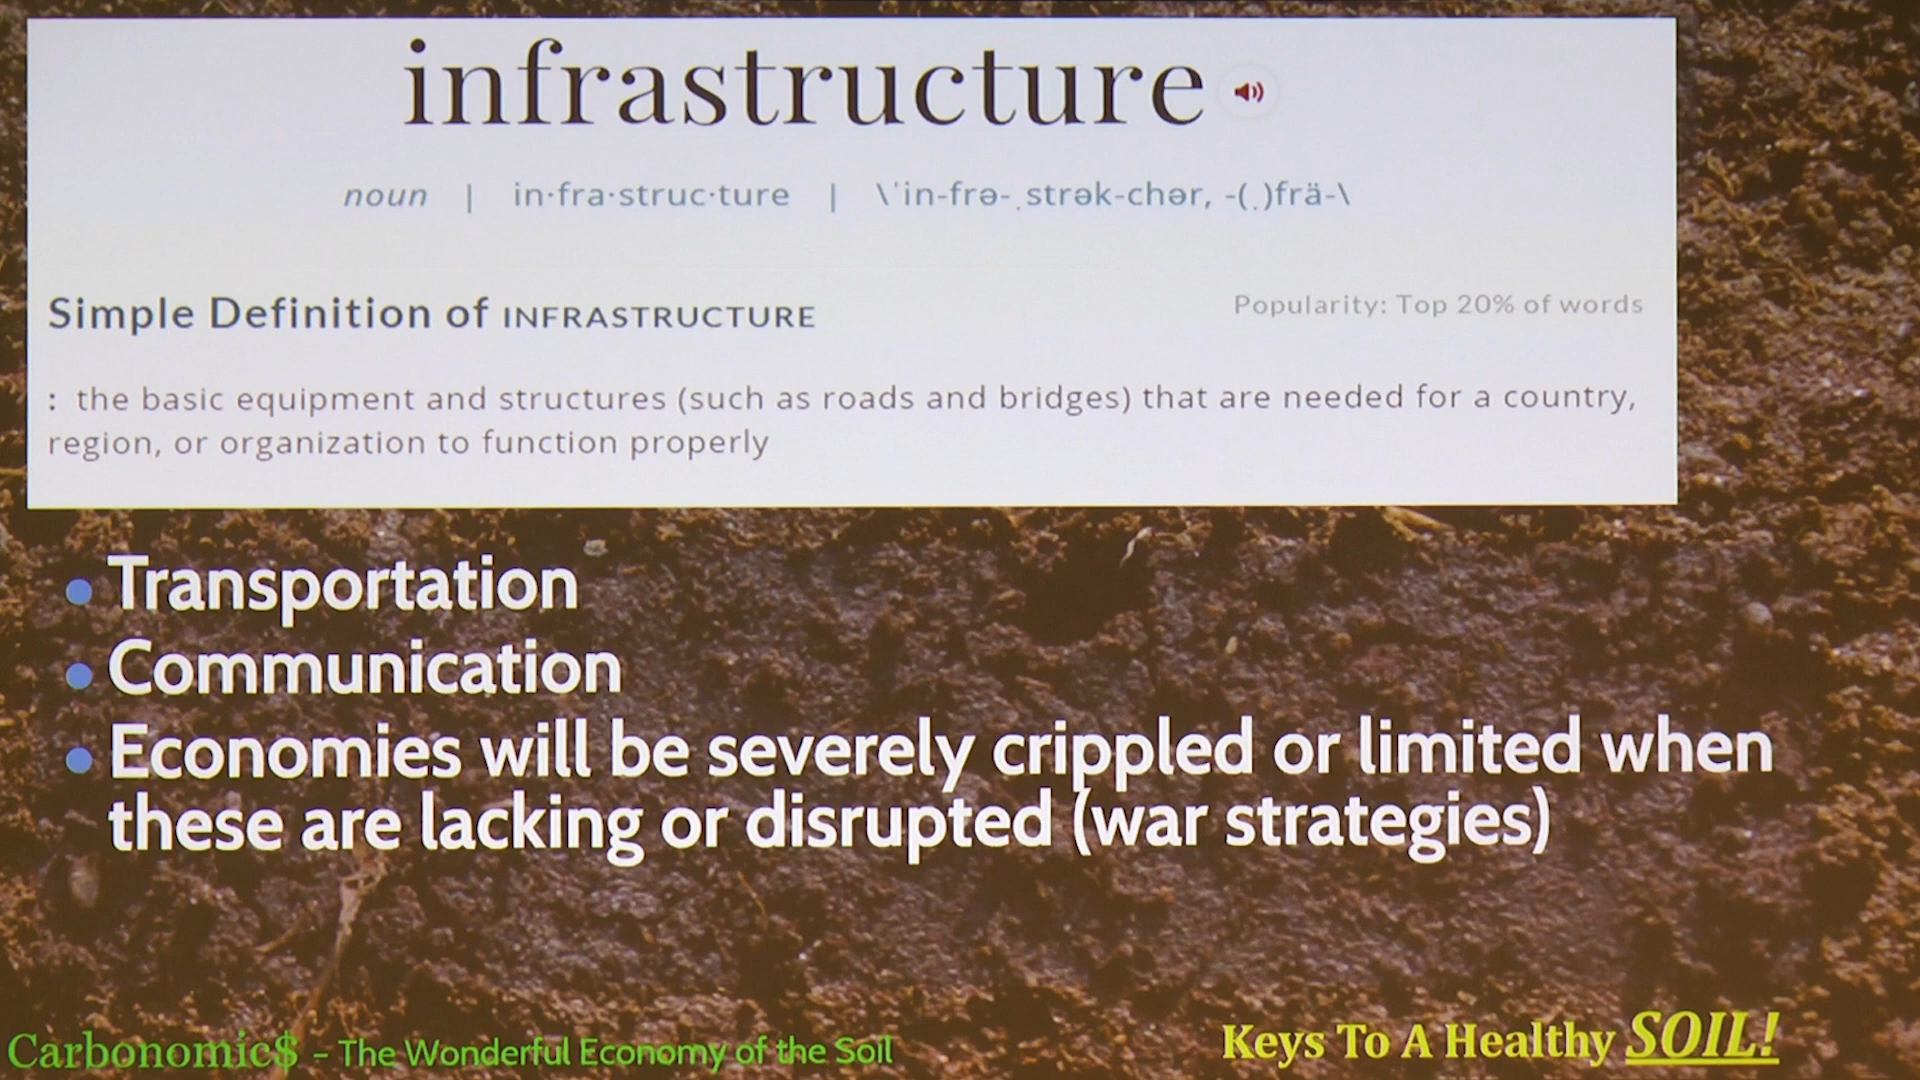 infrastructure
noun | in·fra·struc·ture | \ˈin-frə-ˌstrək-chər, -(ˌ)frä-\
Simple Definition of INFRASTRUCTURE
Popularity: Top 20% of words
: the basic equipment and structures (such as roads and bridges) that are needed for a country,
region, or organization to function properly
• Transportation
• Communication
• Economies will be severely crippled or limited when
these are lacking or disrupted (war strategies)
Carbonomic$ – The Wonderful Economy of the Soil
Keys To A Healthy SOIL!